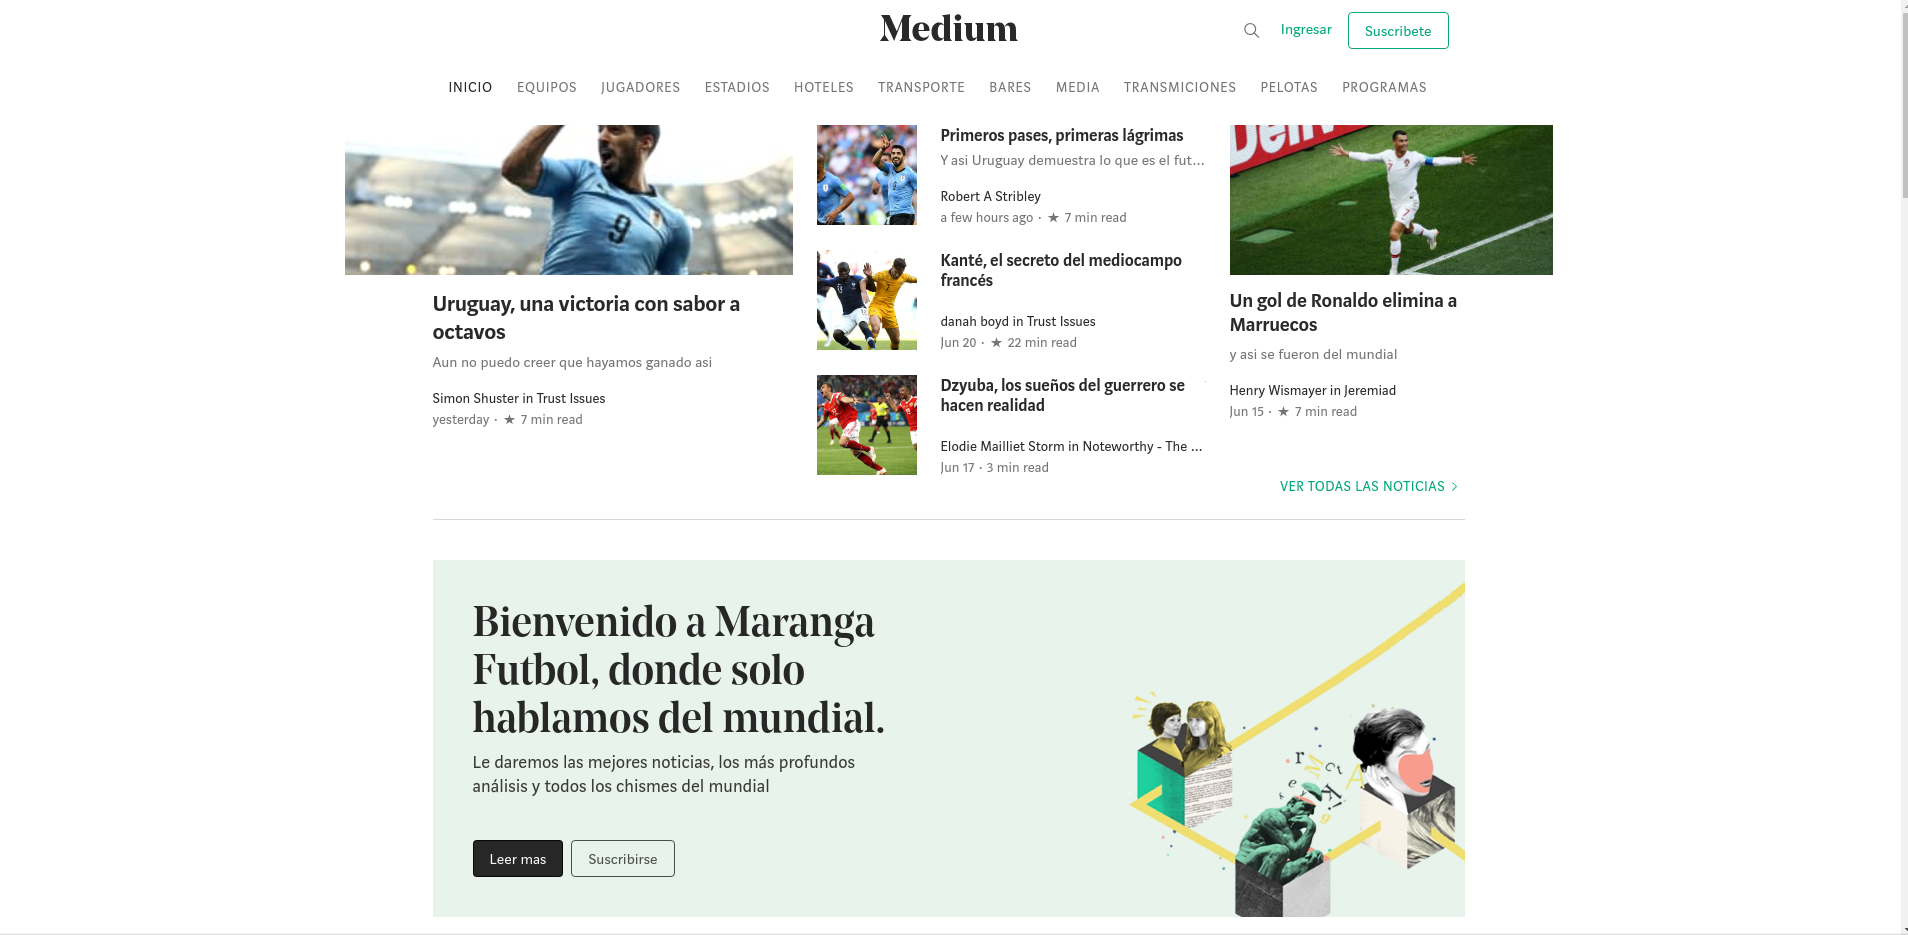 Medium
Ingresar
Suscribete
INICIO EQUIPOS JUGADORES ESTADIOS HOTELES TRANSPORTE BARES MEDIA TRANSMICIONES PELOTAS PROGRAMAS
Uruguay, una victoria con sabor a
octavos
Aun no puedo creer que hayamos ganado asi
Simon Shuster in Trust Issues
yesterday · ★ 7 min read
Primeros pases, primeras lágrimas
Y asi Uruguay demuestra lo que es el fut...
Robert A Stribley
a few hours ago · ★ 7 min read
Kanté, el secreto del mediocampo
francés
danah boyd in Trust Issues
Jun 20 · ★ 22 min read
Dzyuba, los sueños del guerrero se
hacen realidad
Elodie Mailliet Storm in Noteworthy - The ...
Jun 17 · 3 min read
Un gol de Ronaldo elimina a
Marruecos
y asi se fueron del mundial
Henry Wismayer in Jeremiad
Jun 15 · ★ 7 min read
VER TODAS LAS NOTICIAS
Bienvenido a Maranga
Futbol, donde solo
hablamos del mundial.
Le daremos las mejores noticias, los más profundos
análisis y todos los chismes del mundial
Leer mas
Suscribirse